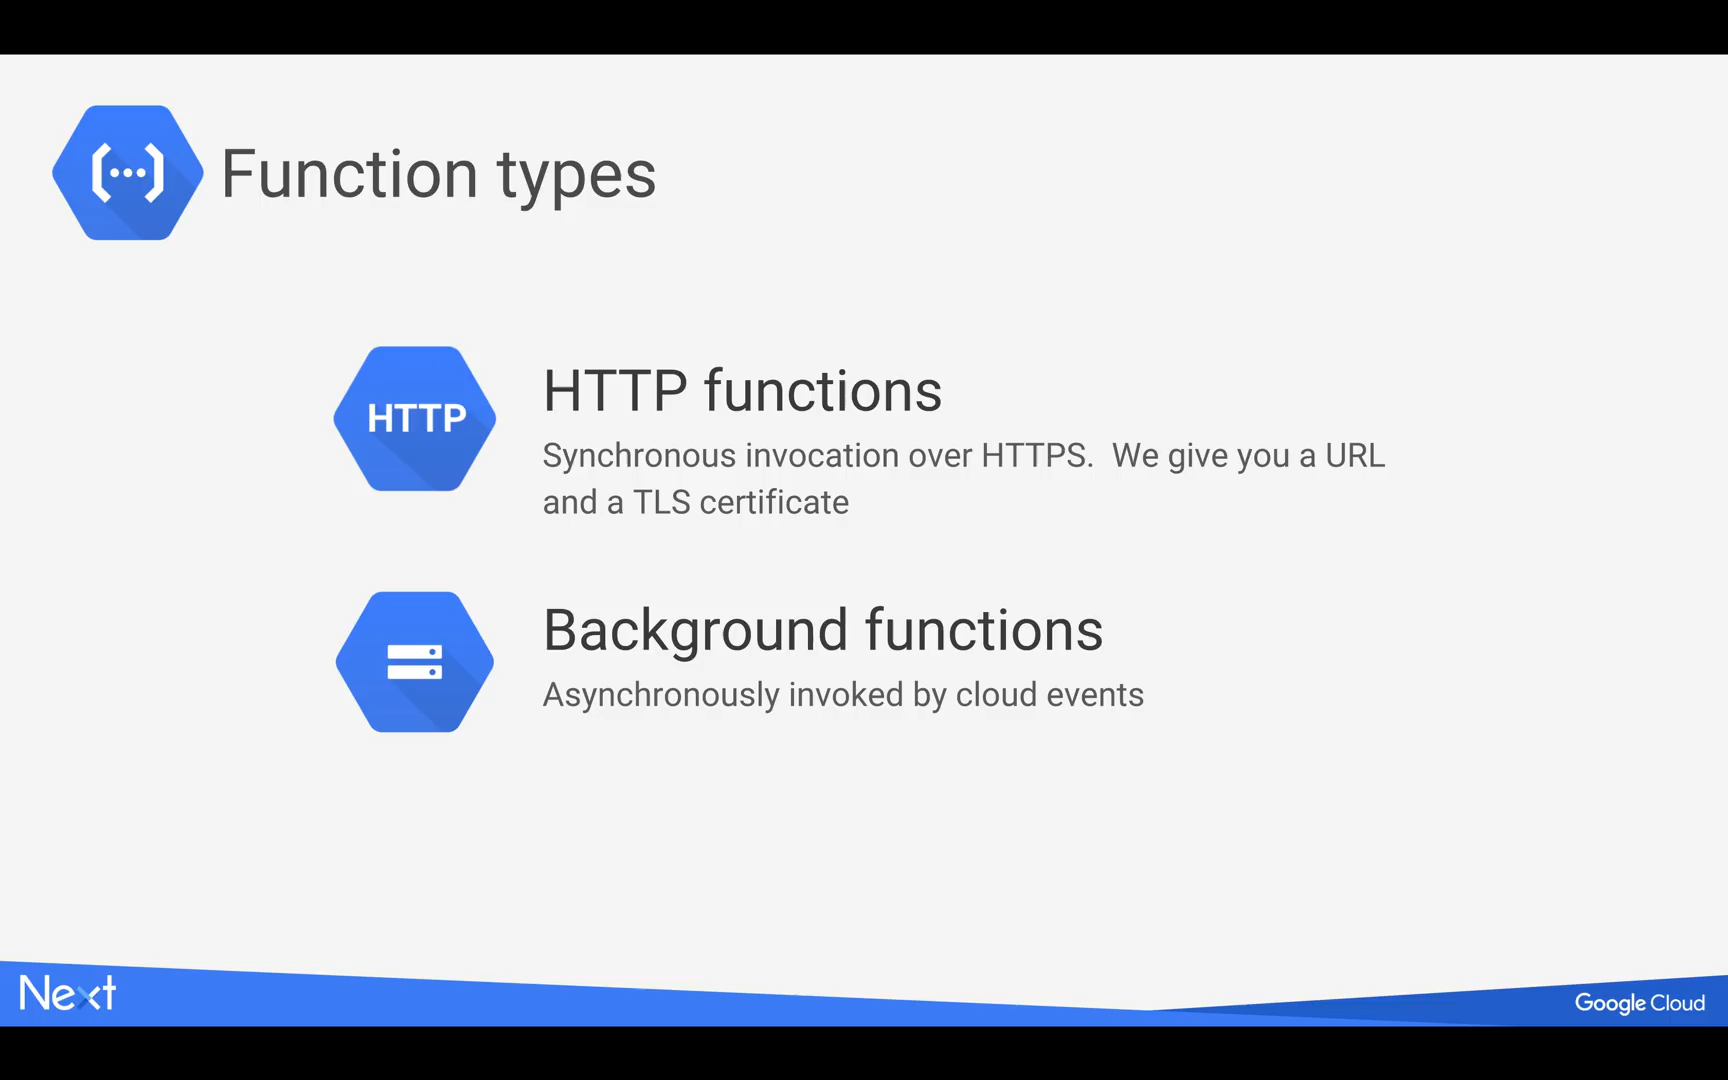 Function types
HTTP
HTTP functions
Synchronous invocation over HTTPS.  We give you a URL
and a TLS certificate
Background functions
Asynchronously invoked by cloud events
Next
Google Cloud